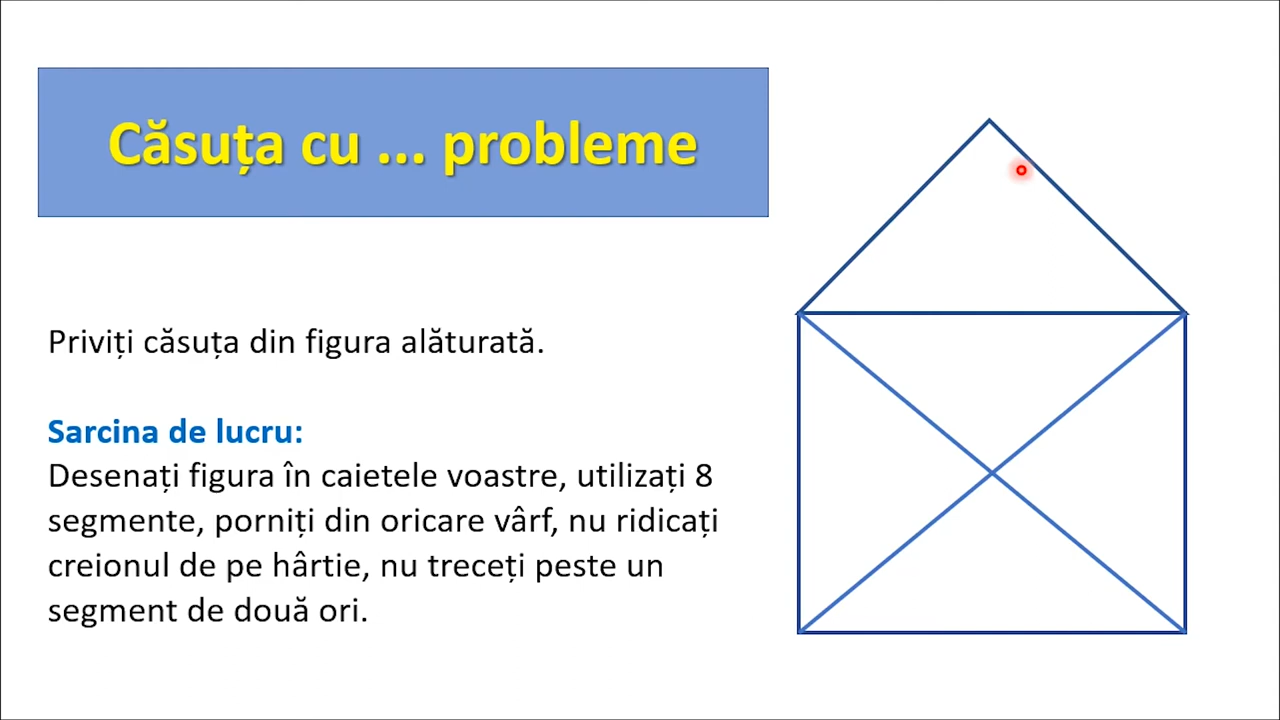 Căsuța cu ... probleme
Priviți căsuța din figura alăturată.
Sarcina de lucru:
Desenați figura în caietele voastre, utilizați 8
segmente, porniți din oricare vârf, nu ridicați
creionul de pe hârtie, nu treceți peste un
segment de două ori.